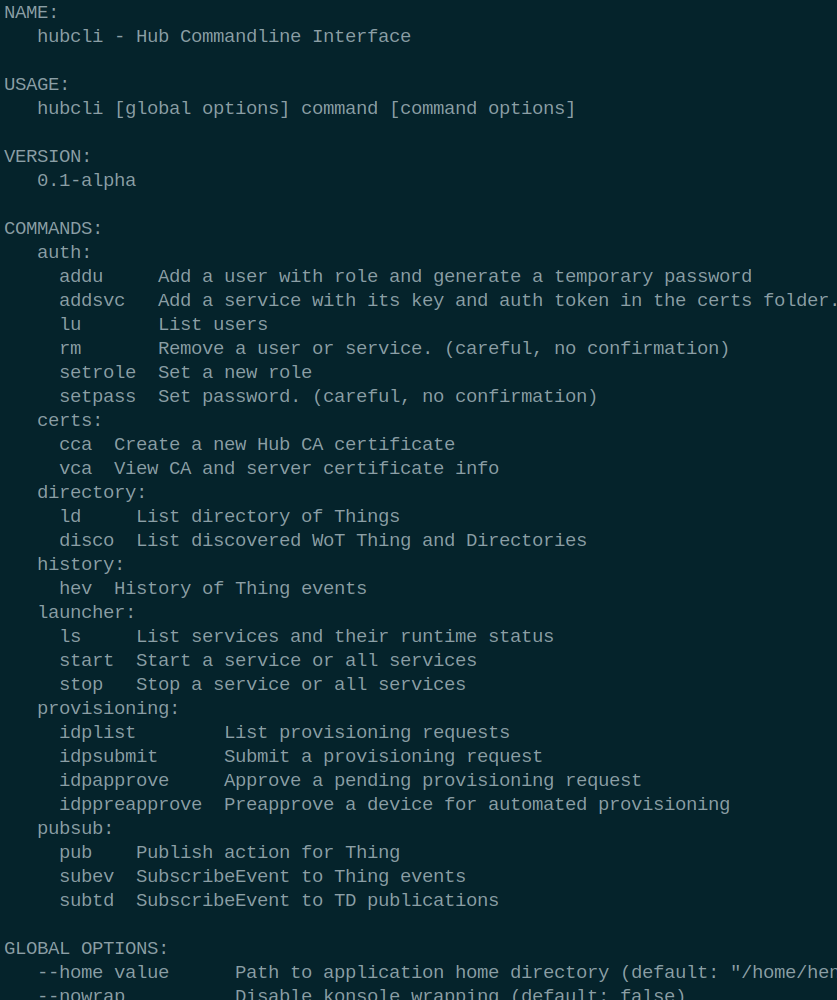 NAME:
hubcli - Hub Commandline Interface
USAGE:
hubcli [global options] command [command options]
VERSION:
0.1-alpha
COMMANDS:
auth:
addu     Add a user with role and generate a temporary password
addsvc   Add a service with its key and auth token in the certs folder.
lu       List users
rm       Remove a user or service. (careful, no confirmation)
setrole  Set a new role
setpass  Set password. (careful, no confirmation)
certs:
cca  Create a new Hub CA certificate
vca  View CA and server certificate info
directory:
ld     List directory of Things
disco  List discovered WoT Thing and Directories
history:
hev  History of Thing events
launcher:
ls     List services and their runtime status
start  Start a service or all services
stop   Stop a service or all services
provisioning:
idplist        List provisioning requests
idpsubmit      Submit a provisioning request
idpapprove     Approve a pending provisioning request
idppreapprove  Preapprove a device for automated provisioning
pubsub:
pub    Publish action for Thing
subev  SubscribeEvent to Thing events
subtd  SubscribeEvent to TD publications
GLOBAL OPTIONS:
--home value      Path to application home directory (default: "/home/hen
--nowrap          Disable konsole wrapping (default: false)